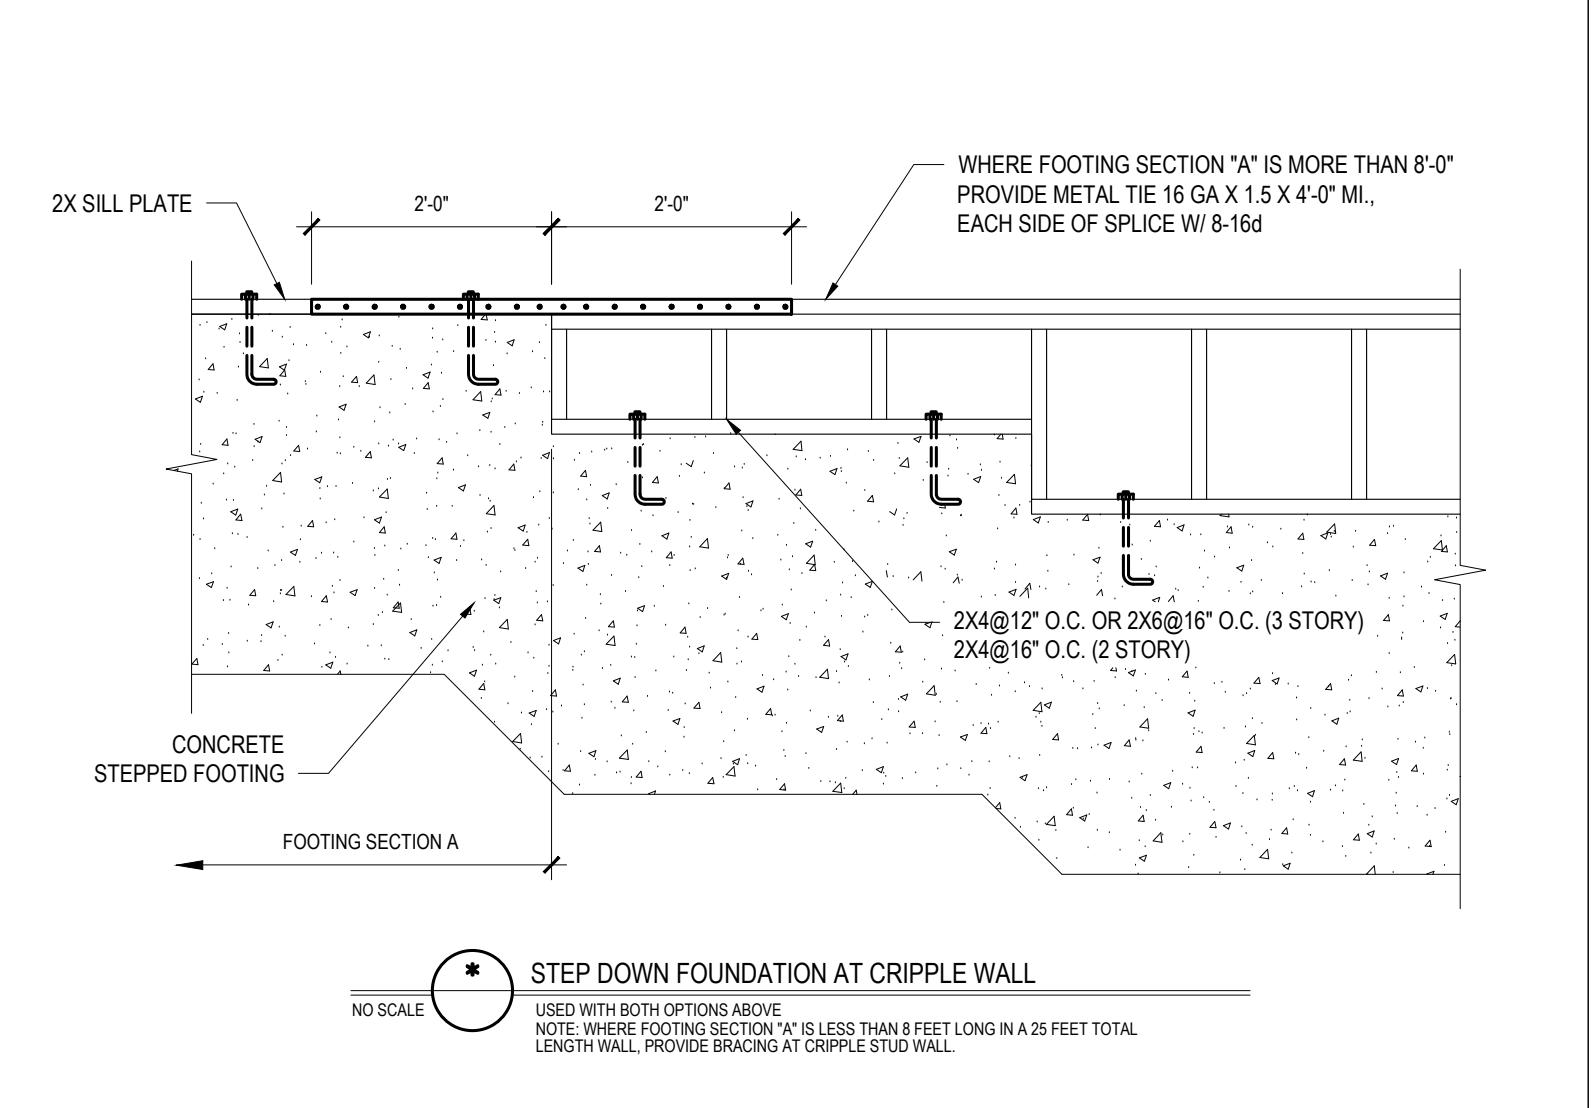 WHERE FOOTING SECTION "A" IS MORE THAN 8'-0"
PROVIDE METAL TIE 16 GA X 1.5 X 4'-0" MI.,
EACH SIDE OF SPLICE W/ 8-16d
2X SILL PLATE
2'-0"
2'-0"
2X4@12" O.C. OR 2X6@16" O.C. (3 STORY)
2X4@16" O.C. (2 STORY)
CONCRETE
STEPPED FOOTING
FOOTING SECTION A
*
STEP DOWN FOUNDATION AT CRIPPLE WALL
NO SCALE
USED WITH BOTH OPTIONS ABOVE
NOTE: WHERE FOOTING SECTION "A" IS LESS THAN 8 FEET LONG IN A 25 FEET TOTAL
LENGTH WALL, PROVIDE BRACING AT CRIPPLE STUD WALL.